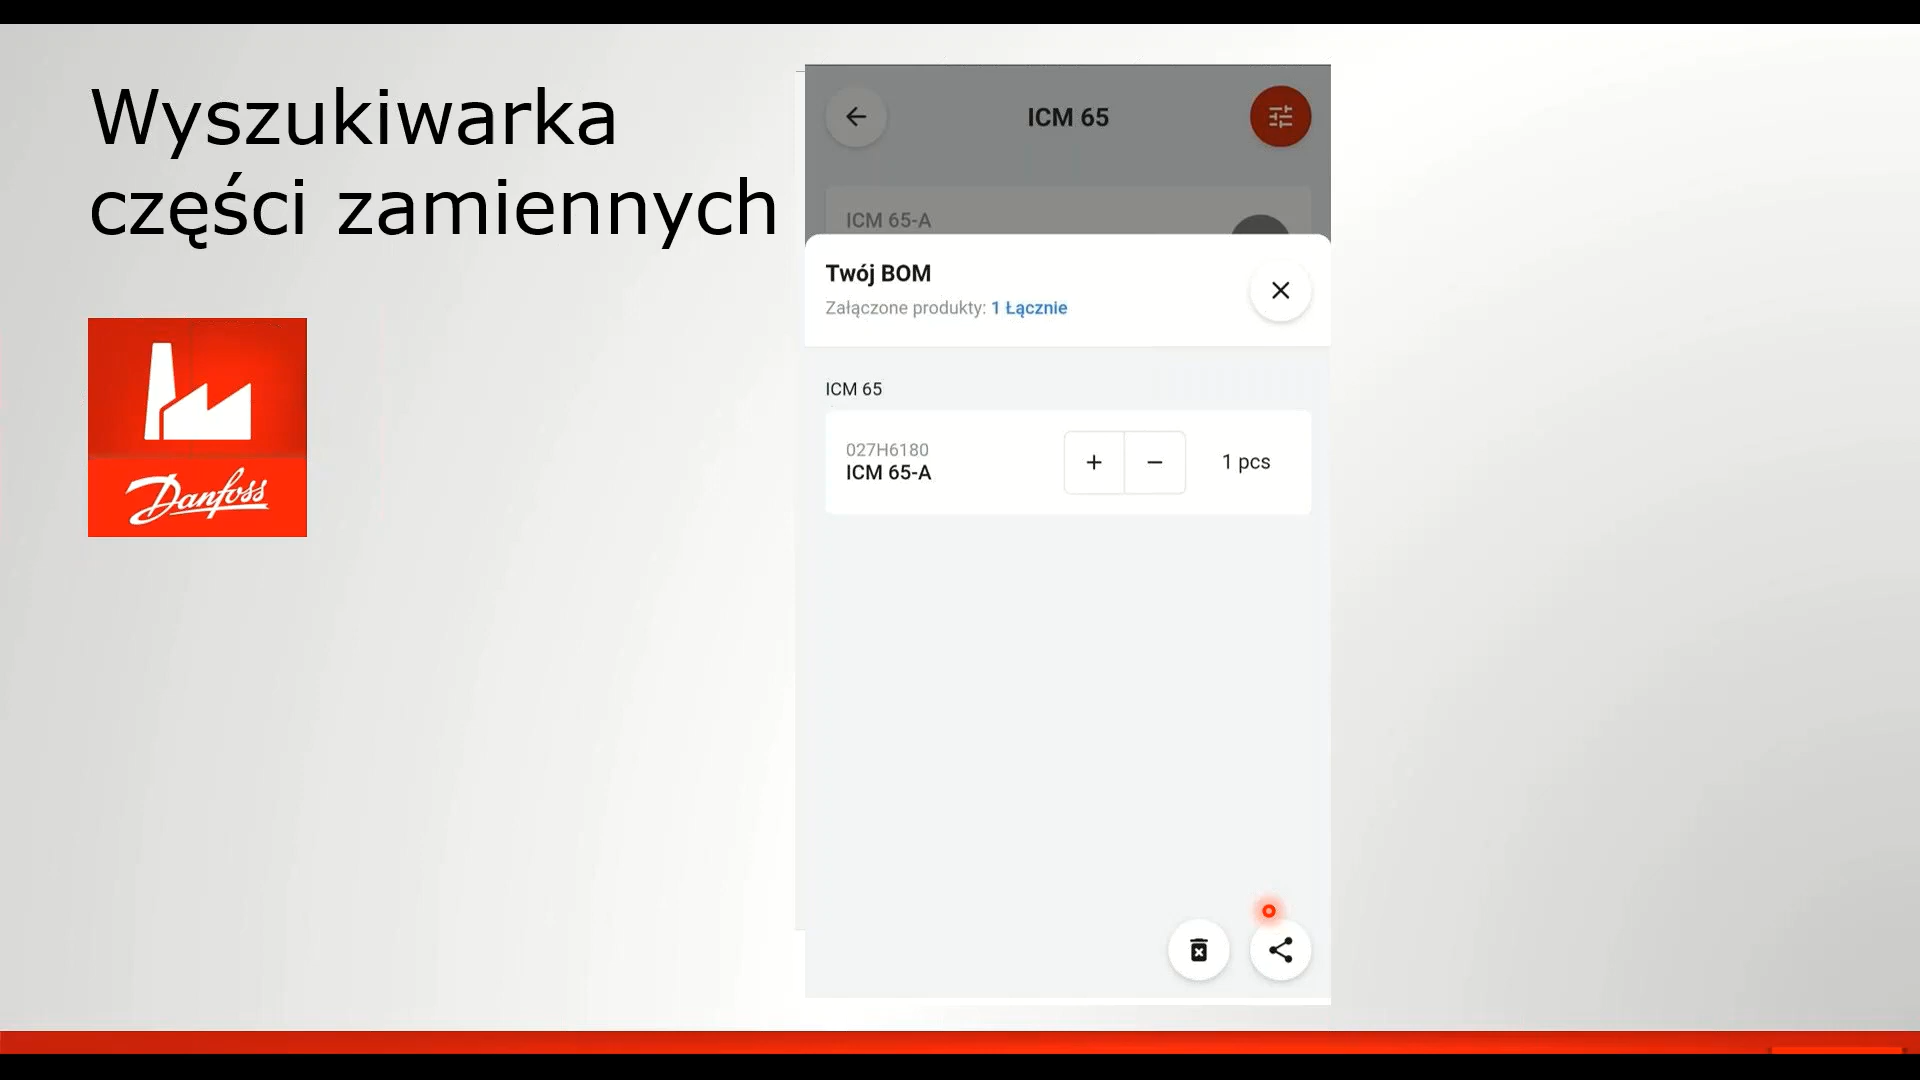 Wyszukiwarka
części zamiennych
Danfoss
ICM 65
ICM 65-A
Twój BOM
Załączone produkty: 1 Łącznie
ICM 65
027H6180
ICM 65-A
+ − 1 pcs